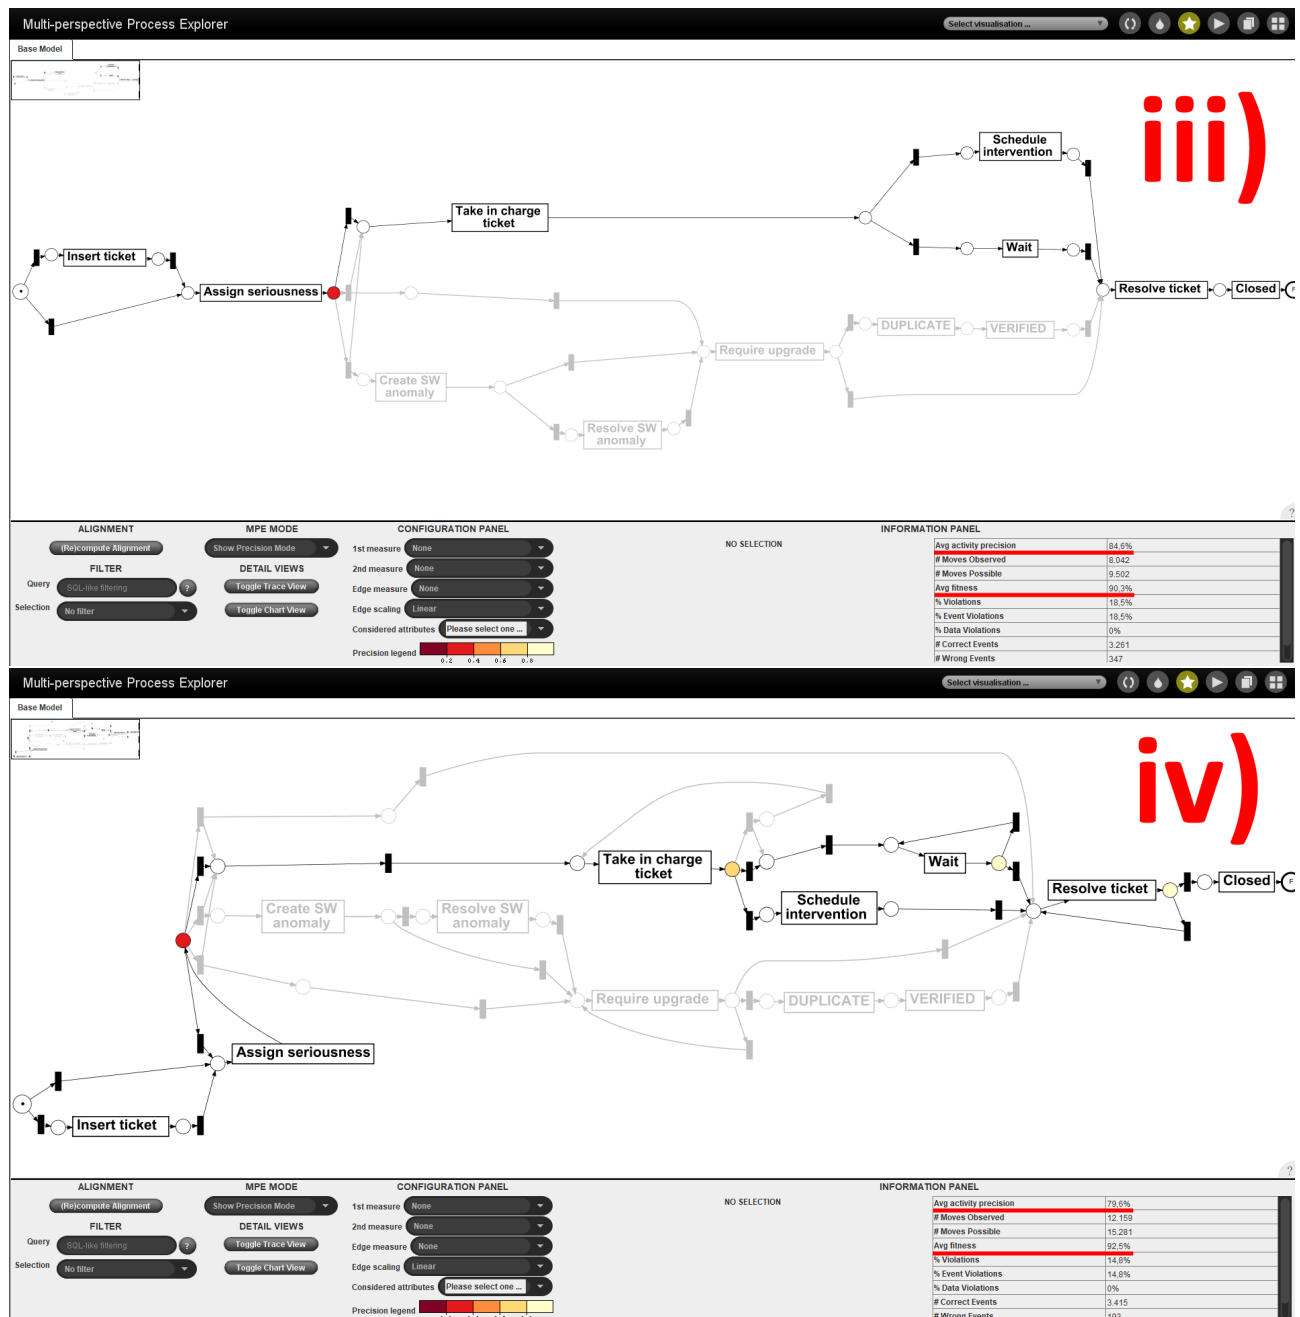 Multi-perspective Process Explorer
Select visualisation ...
Base Model
iii)
Schedule
intervention
Take in charge
ticket
Insert ticket
Wait
Assign seriousness
Resolve ticket
Closed
F
DUPLICATE
VERIFIED
Require upgrade
Create SW
anomaly
Resolve SW
anomaly
?
ALIGNMENT
(Re)compute Alignment
FILTER
Query
SQL-like filtering
?
Selection
No filter
MPE MODE
Show Precision Mode
DETAIL VIEWS
Toggle Trace View
Toggle Chart View
CONFIGURATION PANEL
1st measure None
2nd measure None
Edge measure None
Edge scaling Linear
Considered attributes Please select one ...
Precision legend
0.2 0.4 0.6 0.8
NO SELECTION
INFORMATION PANEL
Avg activity precision 84,6%
# Moves Observed 8.042
# Moves Possible 9.502
Avg fitness 90,3%
% Violations 18,5%
% Event Violations 18,5%
% Data Violations 0%
# Correct Events 3.261
# Wrong Events 347
Multi-perspective Process Explorer
Select visualisation ...
Base Model
iv)
Take in charge
ticket
Wait
Closed
F
Resolve ticket
Schedule
intervention
Create SW
anomaly
Resolve SW
anomaly
Require upgrade
DUPLICATE
VERIFIED
Assign seriousness
Insert ticket
?
ALIGNMENT
(Re)compute Alignment
FILTER
Query
SQL-like filtering
?
Selection
No filter
MPE MODE
Show Precision Mode
DETAIL VIEWS
Toggle Trace View
Toggle Chart View
CONFIGURATION PANEL
1st measure None
2nd measure None
Edge measure None
Edge scaling Linear
Considered attributes Please select one ...
Precision legend
NO SELECTION
INFORMATION PANEL
Avg activity precision 79,6%
# Moves Observed 12.159
# Moves Possible 15.281
Avg fitness 92,5%
% Violations 14,8%
% Event Violations 14,8%
% Data Violations 0%
# Correct Events 3.415
# Wrong Events 193